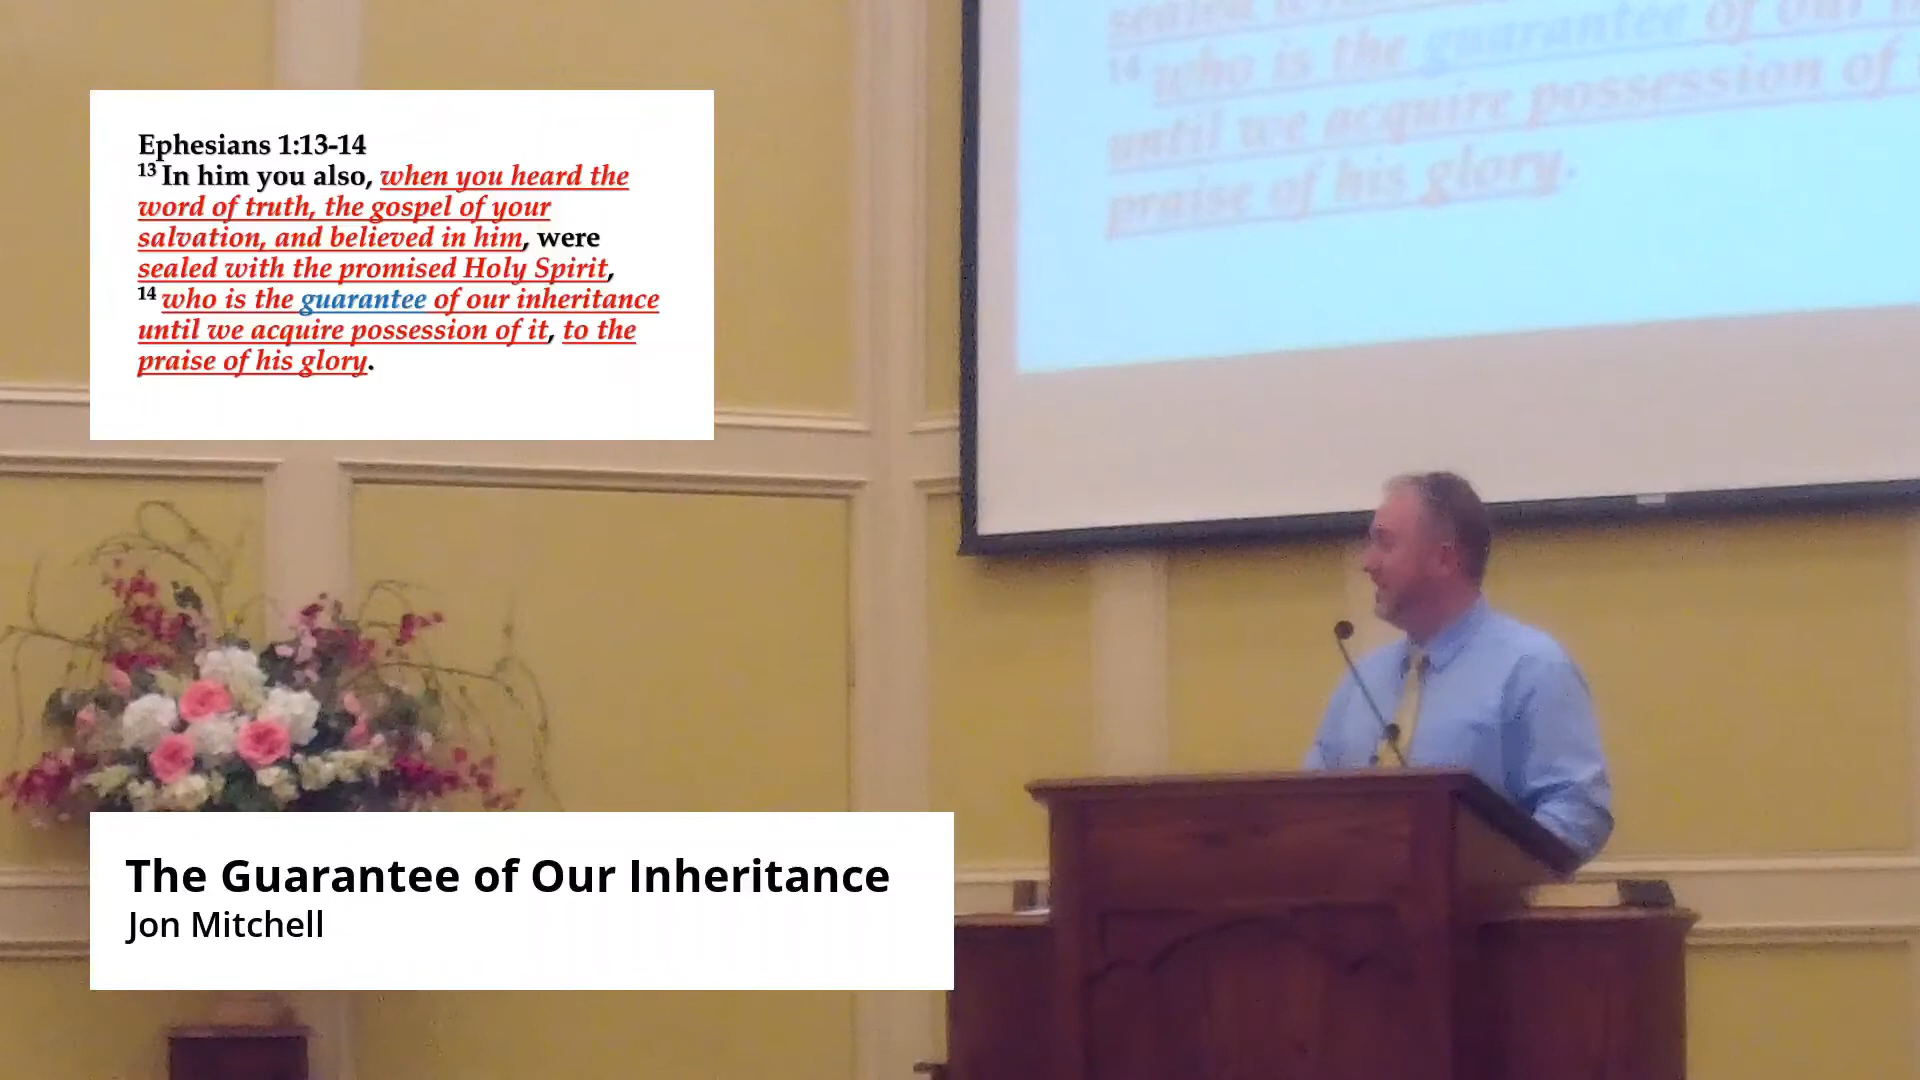 Ephesians 1:13-14
13 In him you also, when you heard the
word of truth, the gospel of your
salvation, and believed in him, were
sealed with the promised Holy Spirit,
14 who is the guarantee of our inheritance
until we acquire possession of it, to the
praise of his glory.
sealed
14 who is the guarantee of our
until we acquire possession of
praise of his glory.
The Guarantee of Our Inheritance
Jon Mitchell